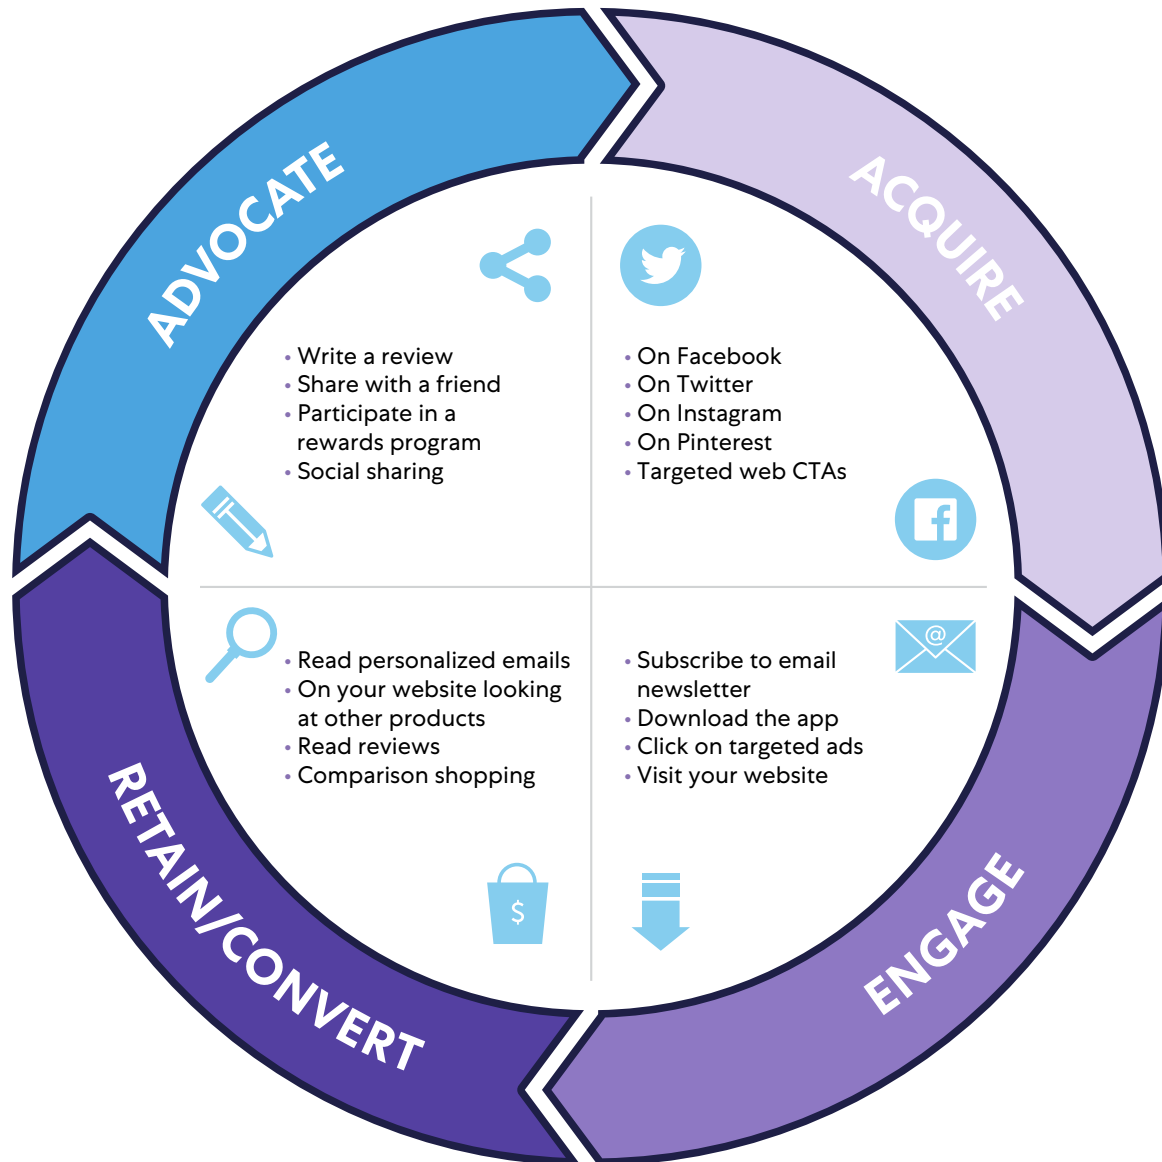 ADVOCATE
• Write a review
• Share with a friend
• Participate in a
rewards program
• Social sharing
ACQUIRE
• On Facebook
• On Twitter
• On Instagram
• On Pinterest
• Targeted web CTAs
f
RETAIN/CONVERT
• Read personalized emails
• On your website looking
at other products
• Read reviews
• Comparison shopping
$
ENGAGE
@
• Subscribe to email
newsletter
• Download the app
• Click on targeted ads
• Visit your website